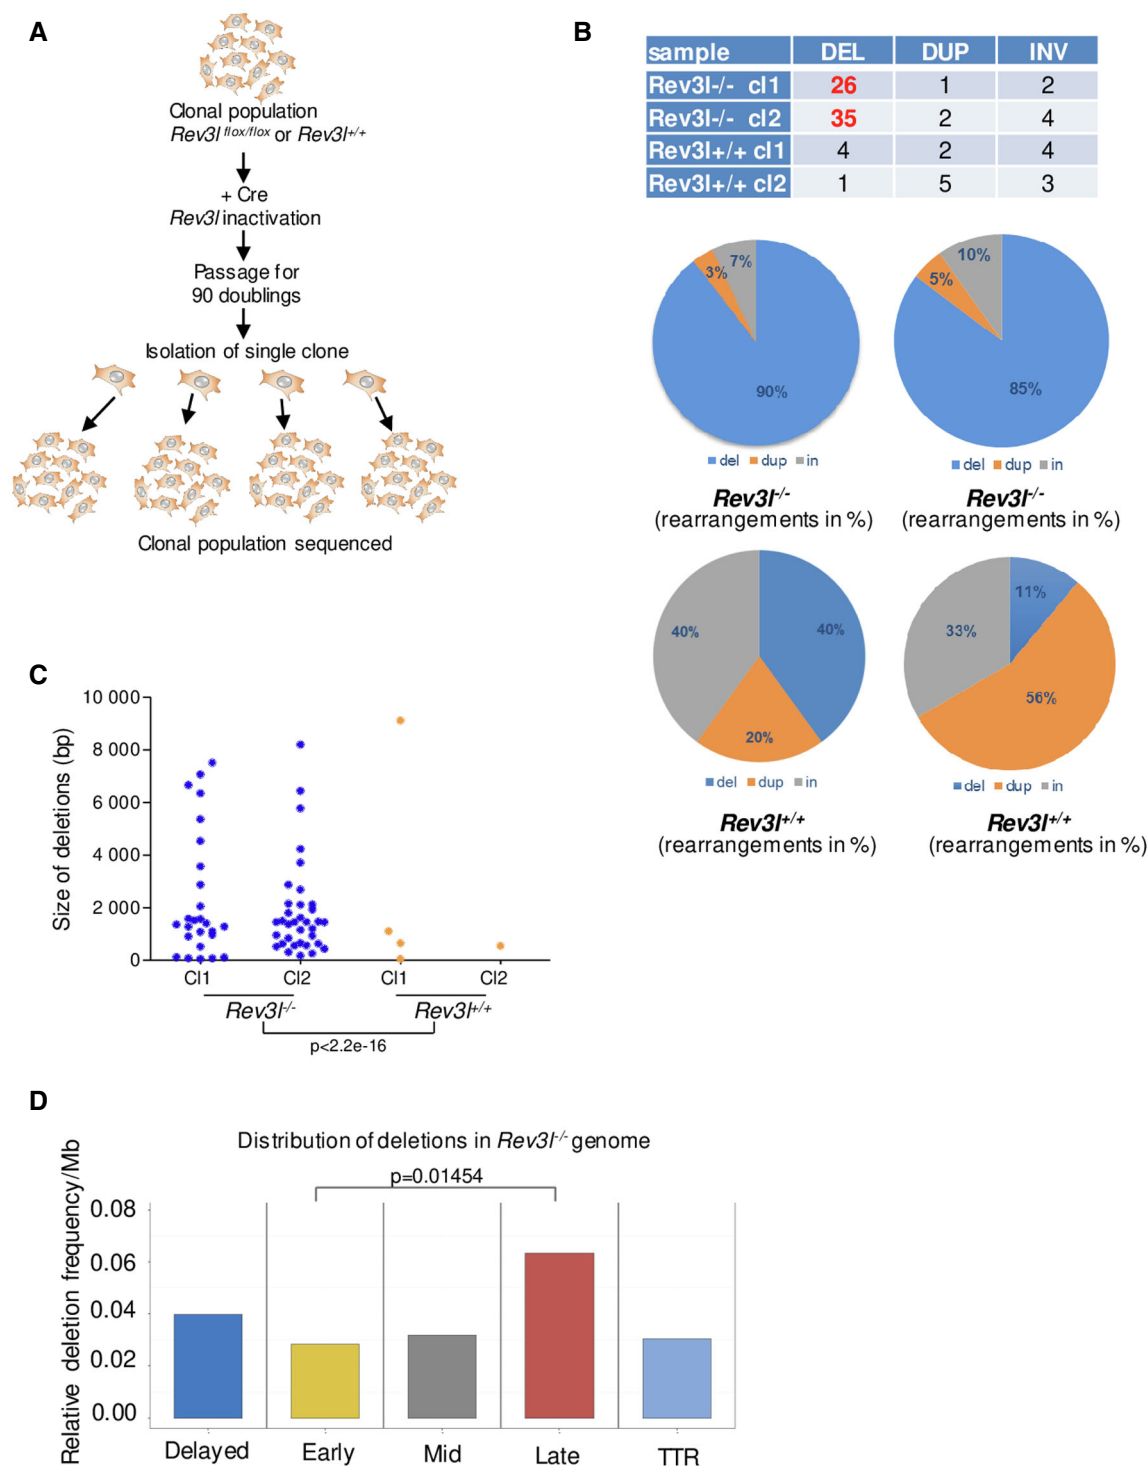 A
Clonal population
Rev3l flox/flox or Rev3l+/+
+ Cre
Rev3l inactivation
Passage for
90 doublings
Isolation of single clone
Clonal population sequenced
B
sample DEL DUP INV
Rev3l-/- cl1 26 1 2
Rev3l-/- cl2 35 2 4
Rev3l+/+ cl1 4 2 4
Rev3l+/+ cl2 1 5 3
7%
3%
90%
del dup in
Rev3l-/-
(rearrangements in %)
10%
5%
85%
del dup in
Rev3l-/-
(rearrangements in %)
40%
40%
20%
del dup in
Rev3l+/+
(rearrangements in %)
11%
33%
56%
del dup in
Rev3l+/+
(rearrangements in %)
C
Size of deletions (bp)
10 000
8 000
6 000
4 000
2 000
0
Cl1 Cl2 Cl1 Cl2
Rev3l-/- Rev3l+/+
p<2.2e-16
D
Distribution of deletions in Rev3l-/- genome
p=0.01454
Relative deletion frequency/Mb
0.08
0.06
0.04
0.02
0.00
Delayed Early Mid Late TTR